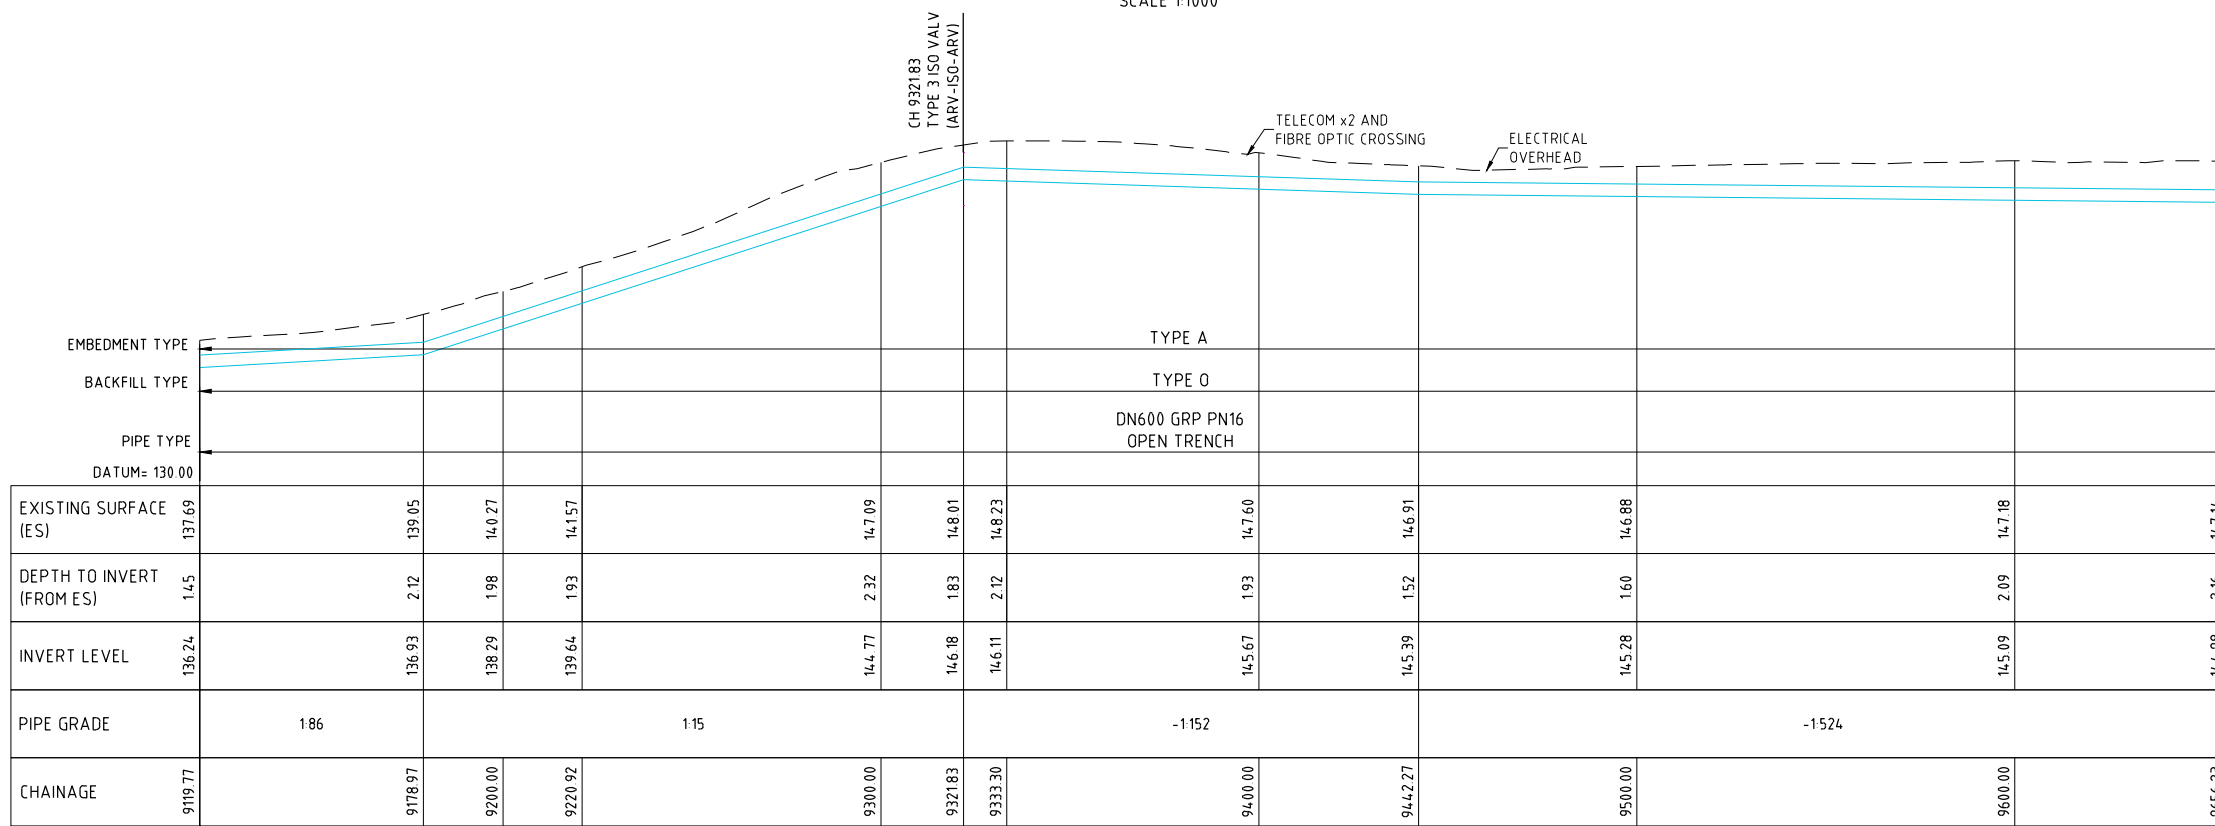 SCALE 1:1000
CH 9321.83
TYPE 3 ISO VALV
(ARV-ISO-ARV)
TELECOM x2 AND
FIBRE OPTIC CROSSING
ELECTRICAL
OVERHEAD
EMBEDMENT TYPE
TYPE A
BACKFILL TYPE
TYPE O
DN600 GRP PN16
OPEN TRENCH
PIPE TYPE
DATUM= 130.00
EXISTING SURFACE
(ES)
137.69 139.05 140.27 141.57 147.09 148.01 148.23 147.60 146.91 146.88 147.18
DEPTH TO INVERT
(FROM ES)
1.45 2.12 1.98 1.93 2.32 1.83 2.12 1.93 1.52 1.60 2.09
INVERT LEVEL 136.24 136.93 138.29 139.64 144.77 146.18 146.11 145.67 145.39 145.28 145.09
PIPE GRADE 1:86 1:15 -1:152 -1:524
CHAINAGE 9119.77 9178.97 9200.00 9220.92 9300.00 9321.83 9333.30 9400.00 9442.27 9500.00 9600.00